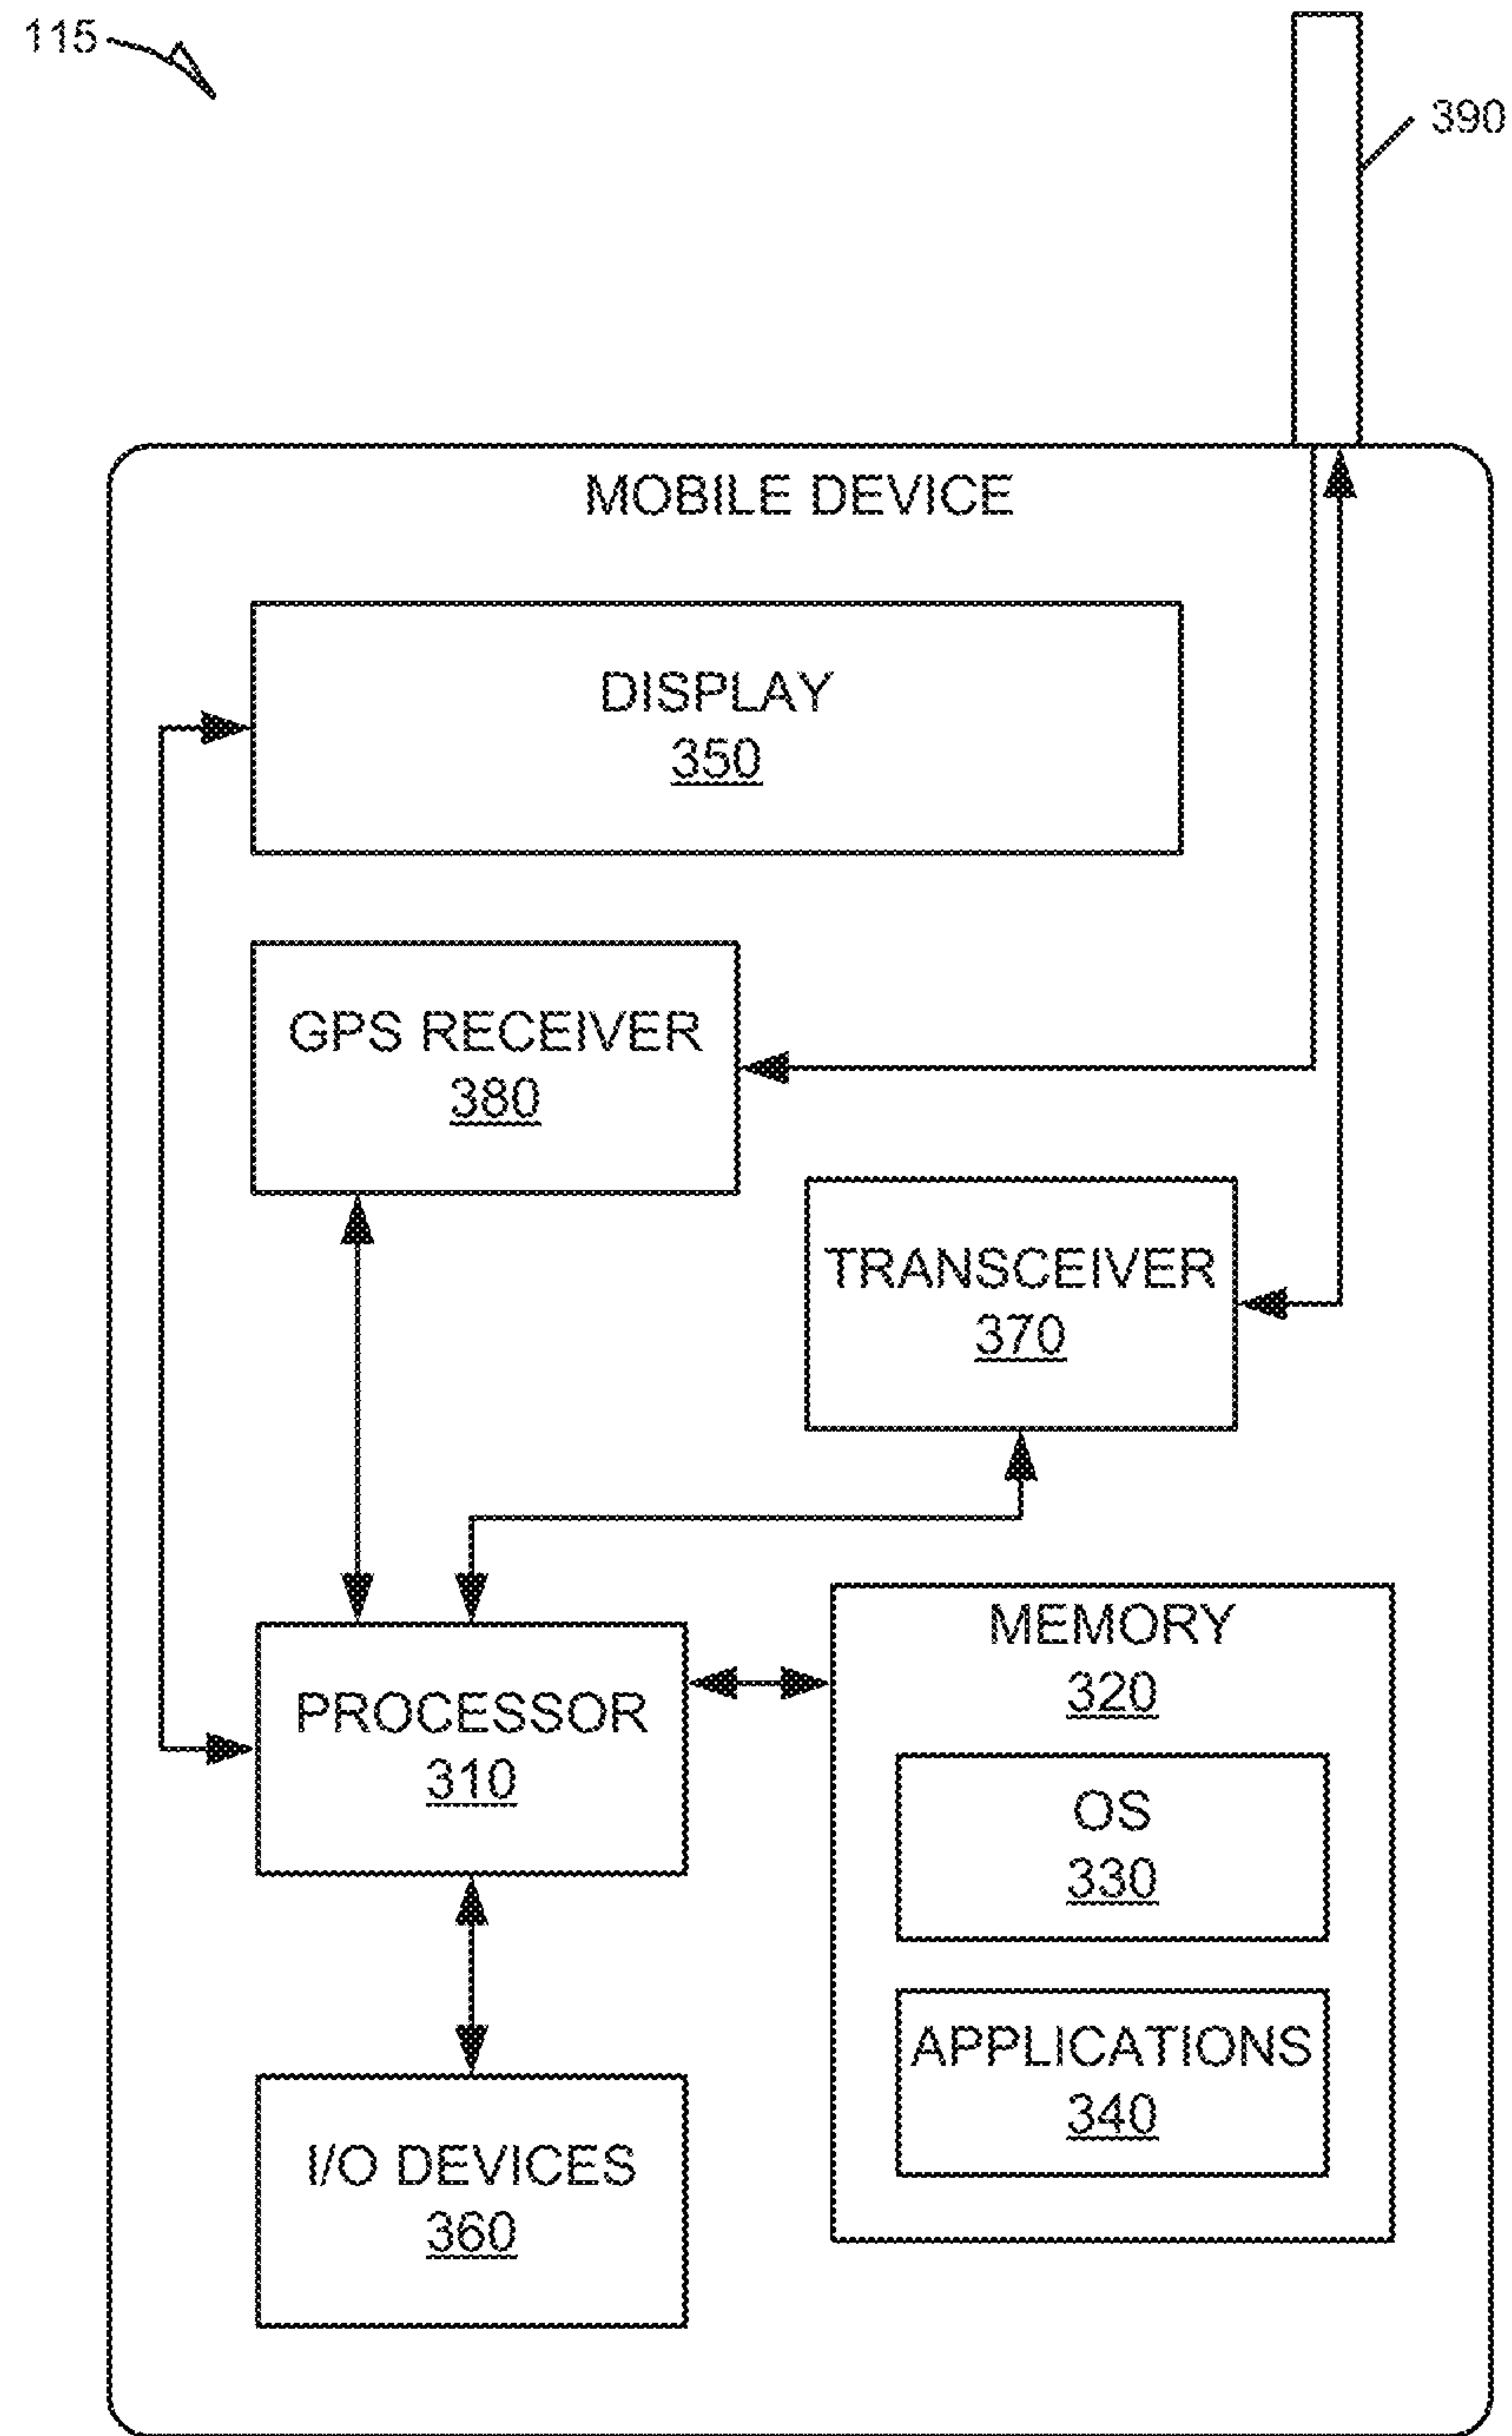 115
390
MOBILE DEVICE
DISPLAY
350
GPS RECEIVER
380
TRANSCEIVER
370
MEMORY
320
PROCESSOR
310
OS
330
APPLICATIONS
340
I/O DEVICES
360